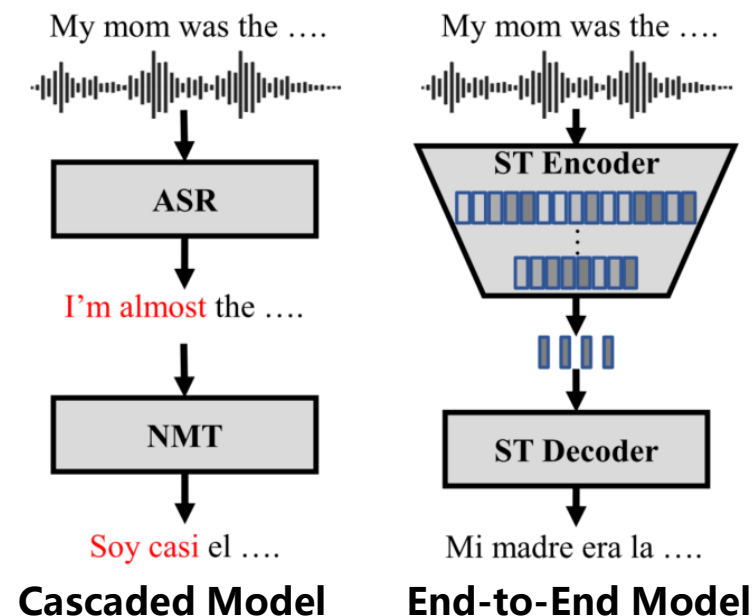 My mom was the ….
ASR
I'm almost the ….
NMT
Soy casi el ….
Cascaded Model
My mom was the ….
ST Encoder
ST Decoder
Mi madre era la ….
End-to-End Model